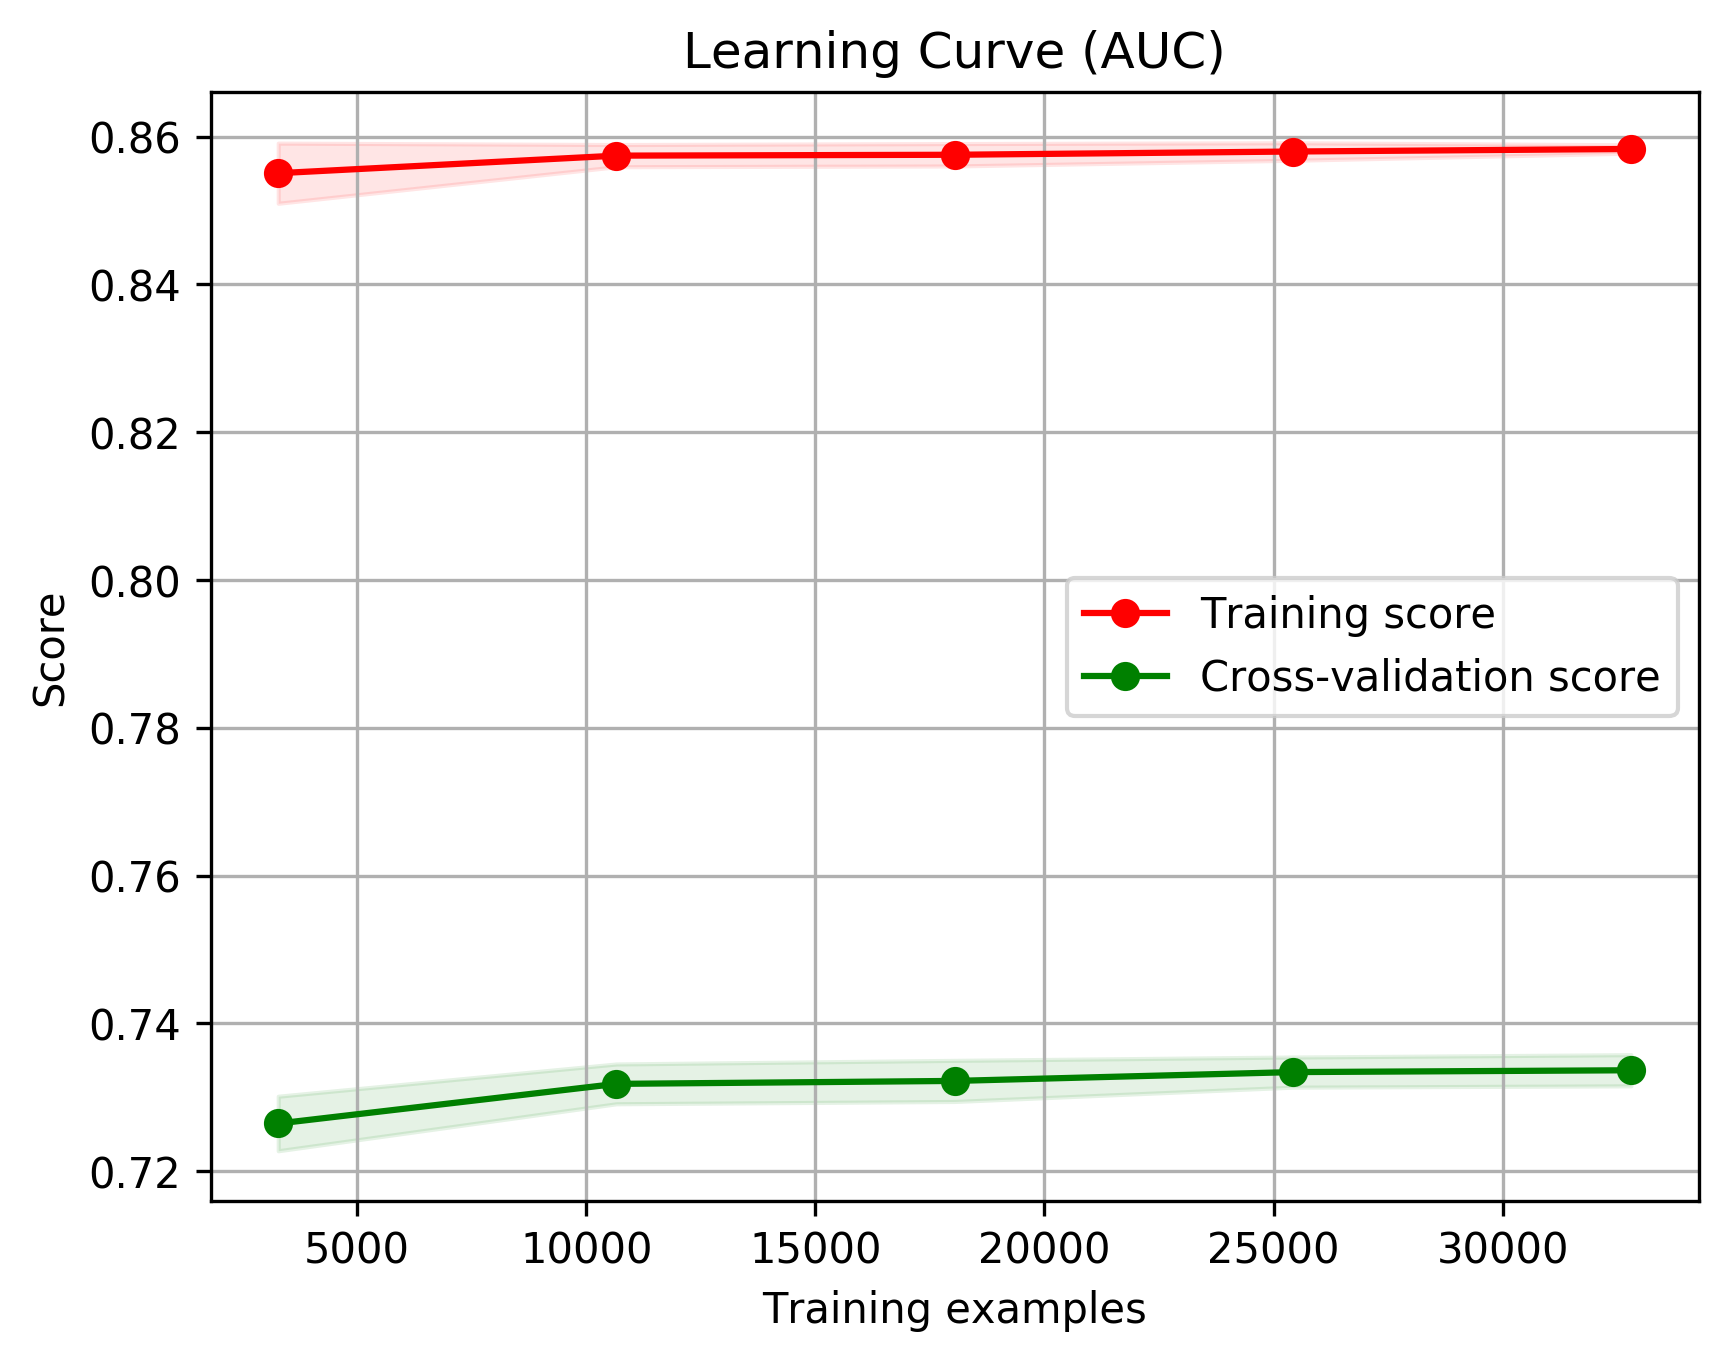 Learning Curve (AUC)
0.86
0.84
0.82
0.80
0.78
0.76
0.74
0.72
Score
Training score
Cross-validation score
5000 10000 15000 20000 25000 30000
Training examples